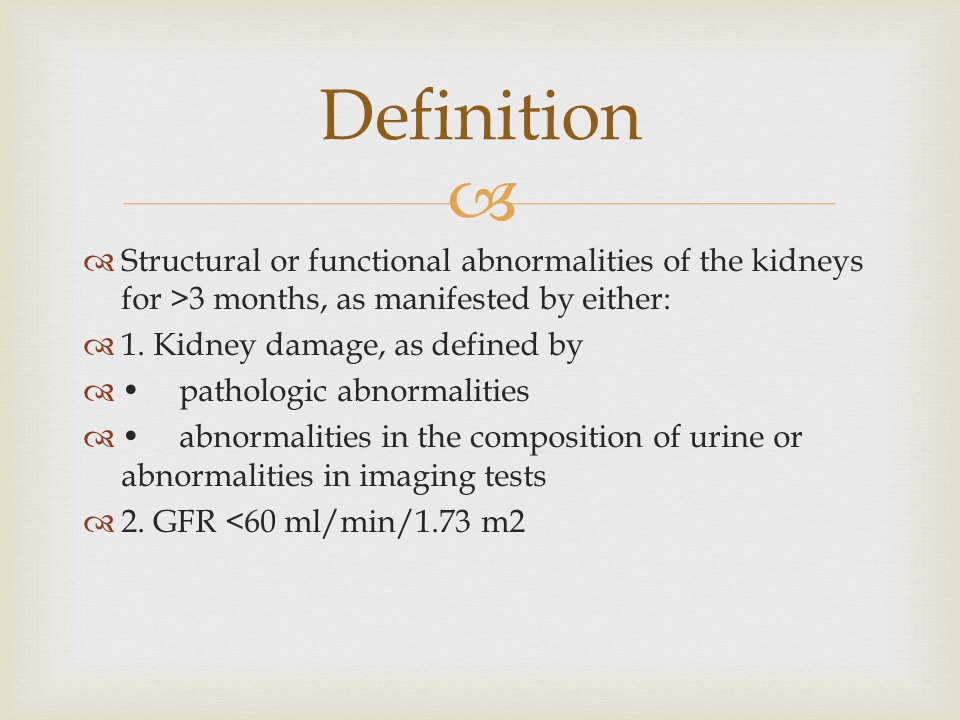 Definition
Structural or functional abnormalities of the kidneys
for >3 months, as manifested by either:
1. Kidney damage, as defined by
• pathologic abnormalities
• abnormalities in the composition of urine or
abnormalities in imaging tests
2. GFR <60 ml/min/1.73 m2